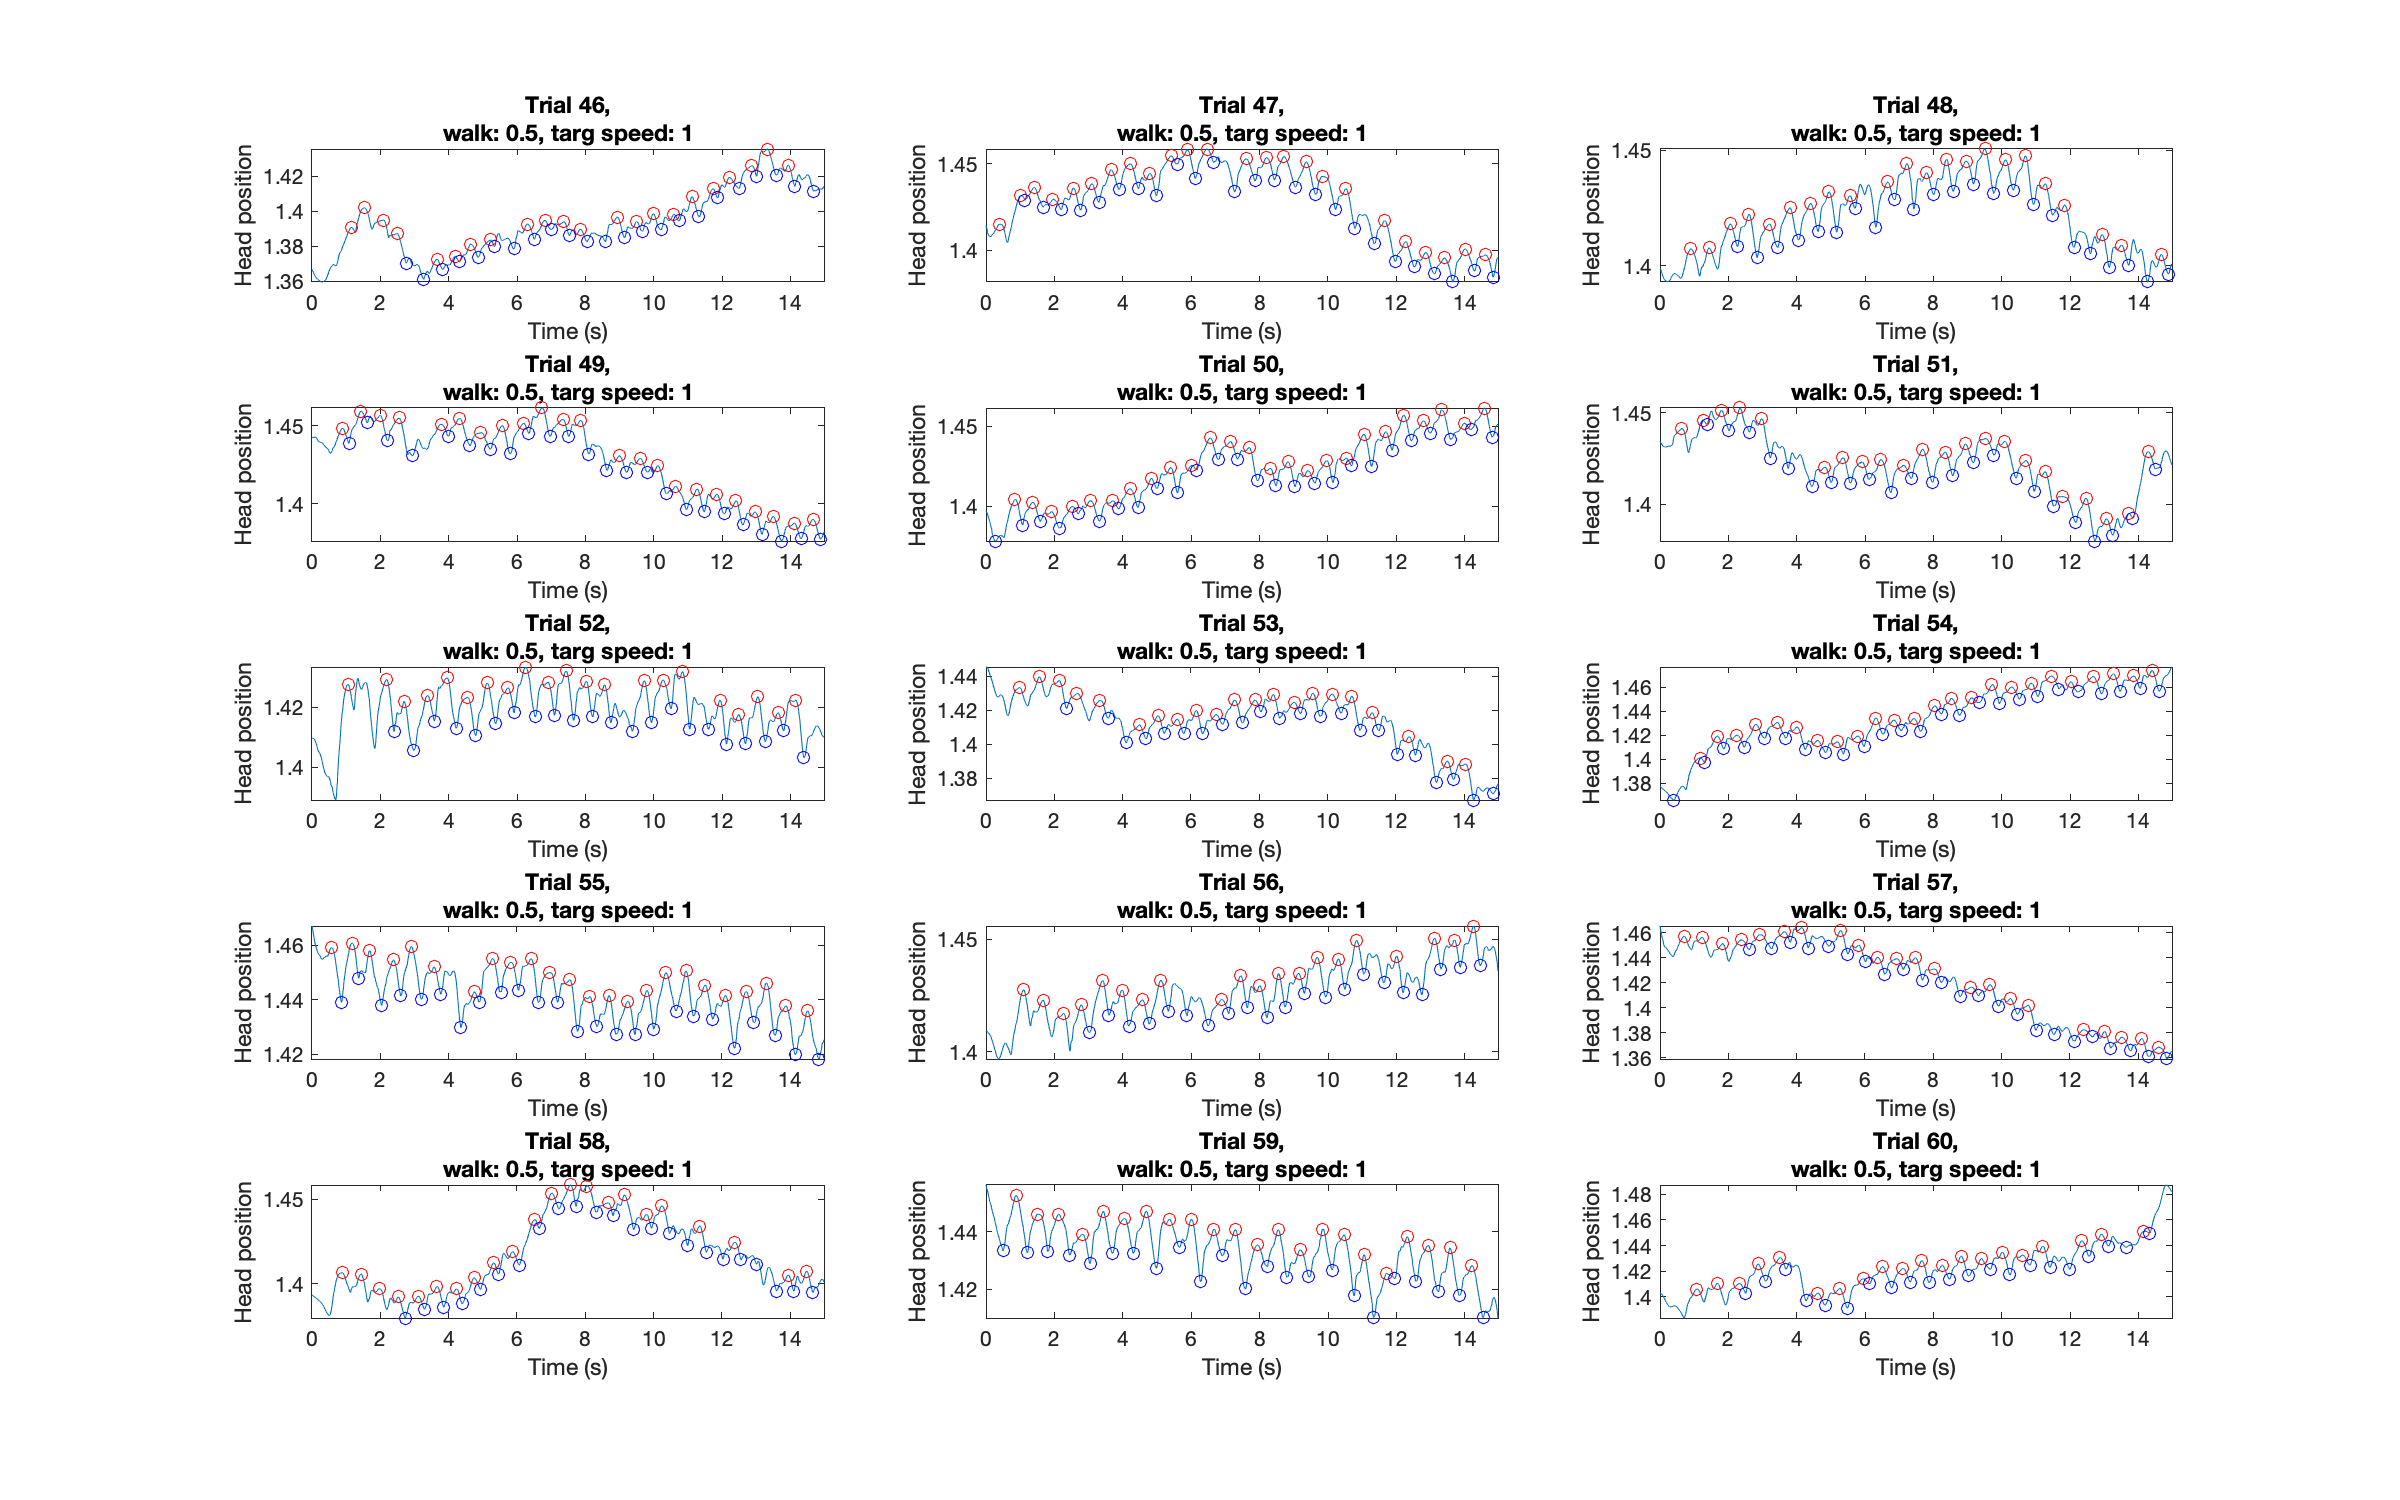 Trial 46,
walk: 0.5, targ speed: 1
Head position
1.42
1.4
1.38
1.36
0 2 4 6 8 10 12 14
Time (s)
Trial 47,
walk: 0.5, targ speed: 1
Head position
1.45
1.4
0 2 4 6 8 10 12 14
Time (s)
Trial 48,
walk: 0.5, targ speed: 1
Head position
1.45
1.4
0 2 4 6 8 10 12 14
Time (s)
Trial 49,
walk: 0.5, targ speed: 1
Head position
1.45
1.4
0 2 4 6 8 10 12 14
Time (s)
Trial 50,
walk: 0.5, targ speed: 1
Head position
1.45
1.4
0 2 4 6 8 10 12 14
Time (s)
Trial 51,
walk: 0.5, targ speed: 1
Head position
1.45
1.4
0 2 4 6 8 10 12 14
Time (s)
Trial 52,
walk: 0.5, targ speed: 1
Head position
1.42
1.4
0 2 4 6 8 10 12 14
Time (s)
Trial 53,
walk: 0.5, targ speed: 1
Head position
1.44
1.42
1.4
1.38
0 2 4 6 8 10 12 14
Time (s)
Trial 54,
walk: 0.5, targ speed: 1
Head position
1.46
1.44
1.42
1.4
1.38
0 2 4 6 8 10 12 14
Time (s)
Trial 55,
walk: 0.5, targ speed: 1
Head position
1.46
1.44
1.42
0 2 4 6 8 10 12 14
Time (s)
Trial 56,
walk: 0.5, targ speed: 1
Head position
1.45
1.4
0 2 4 6 8 10 12 14
Time (s)
Trial 57,
walk: 0.5, targ speed: 1
Head position
1.46
1.44
1.42
1.4
1.38
1.36
0 2 4 6 8 10 12 14
Time (s)
Trial 58,
walk: 0.5, targ speed: 1
Head position
1.45
1.4
0 2 4 6 8 10 12 14
Time (s)
Trial 59,
walk: 0.5, targ speed: 1
Head position
1.44
1.42
0 2 4 6 8 10 12 14
Time (s)
Trial 60,
walk: 0.5, targ speed: 1
Head position
1.48
1.46
1.44
1.42
1.4
0 2 4 6 8 10 12 14
Time (s)